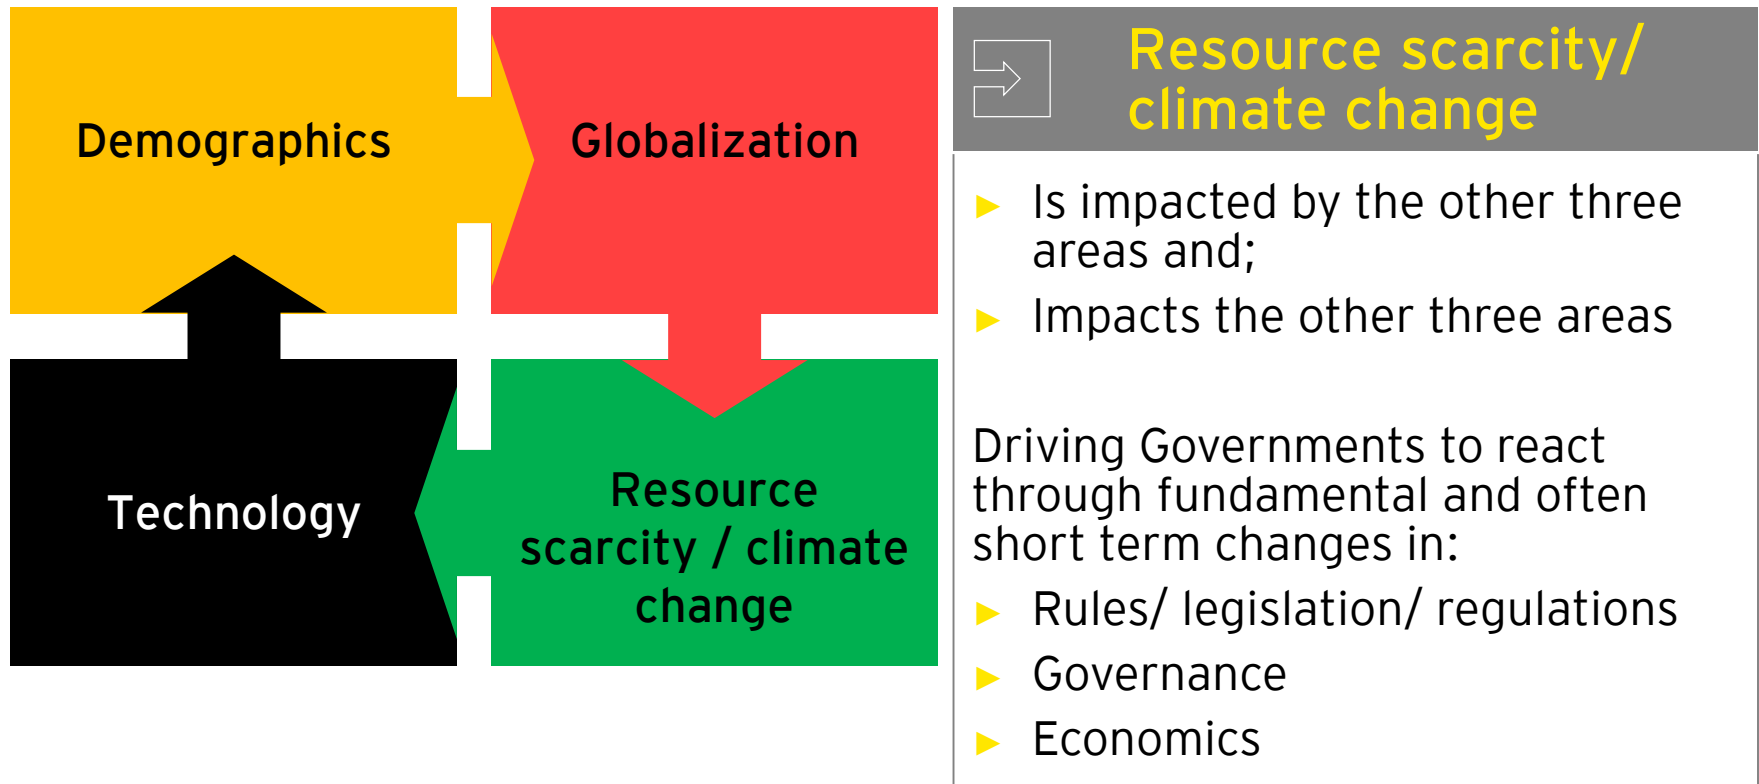 Demographics
Globalization
Technology
Resource
scarcity / climate
change
Resource scarcity/
climate change
► Is impacted by the other three
areas and;
► Impacts the other three areas
Driving Governments to react
through fundamental and often
short term changes in:
► Rules/ legislation/ regulations
► Governance
► Economics